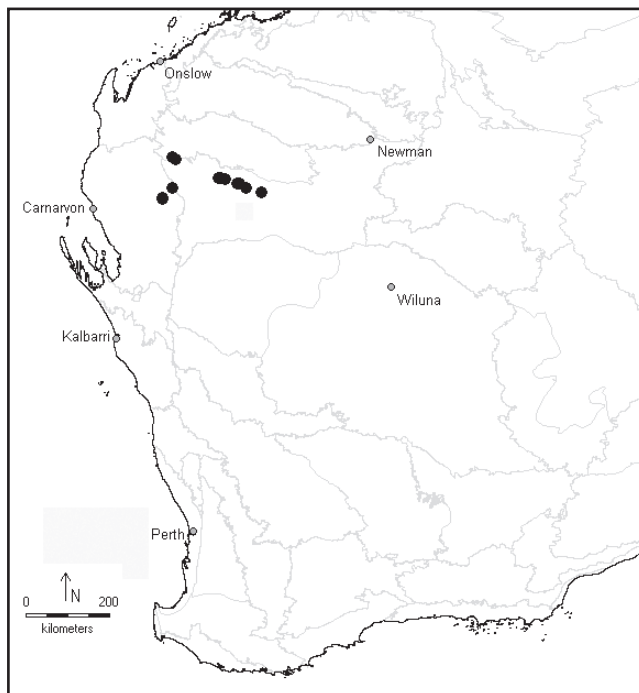 Onslow
Newman
Carnarvon
Wiluna
Kalbarri
Perth
N
0 200
kilometers